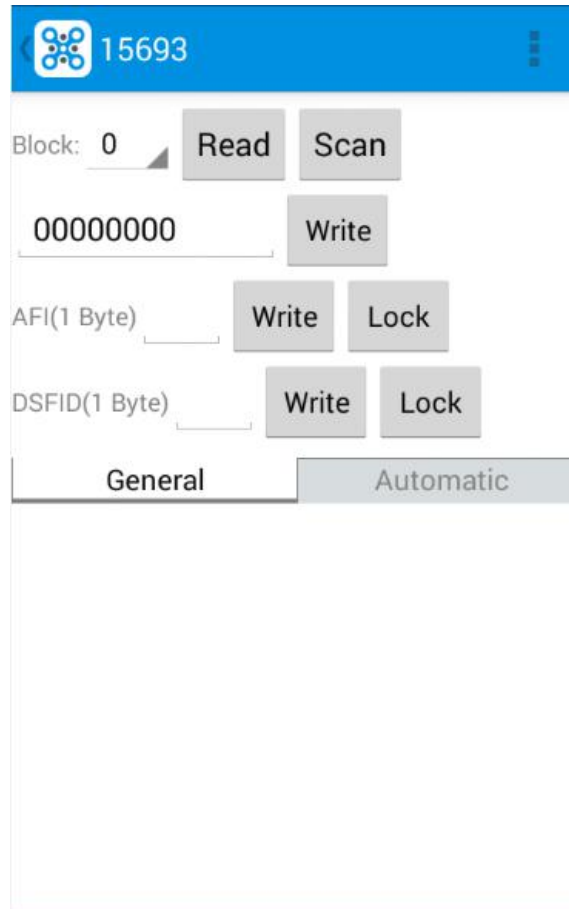 15693
Block: 0 Read Scan
00000000 Write
AFI(1 Byte) Write Lock
DSFID(1 Byte) Write Lock
General Automatic